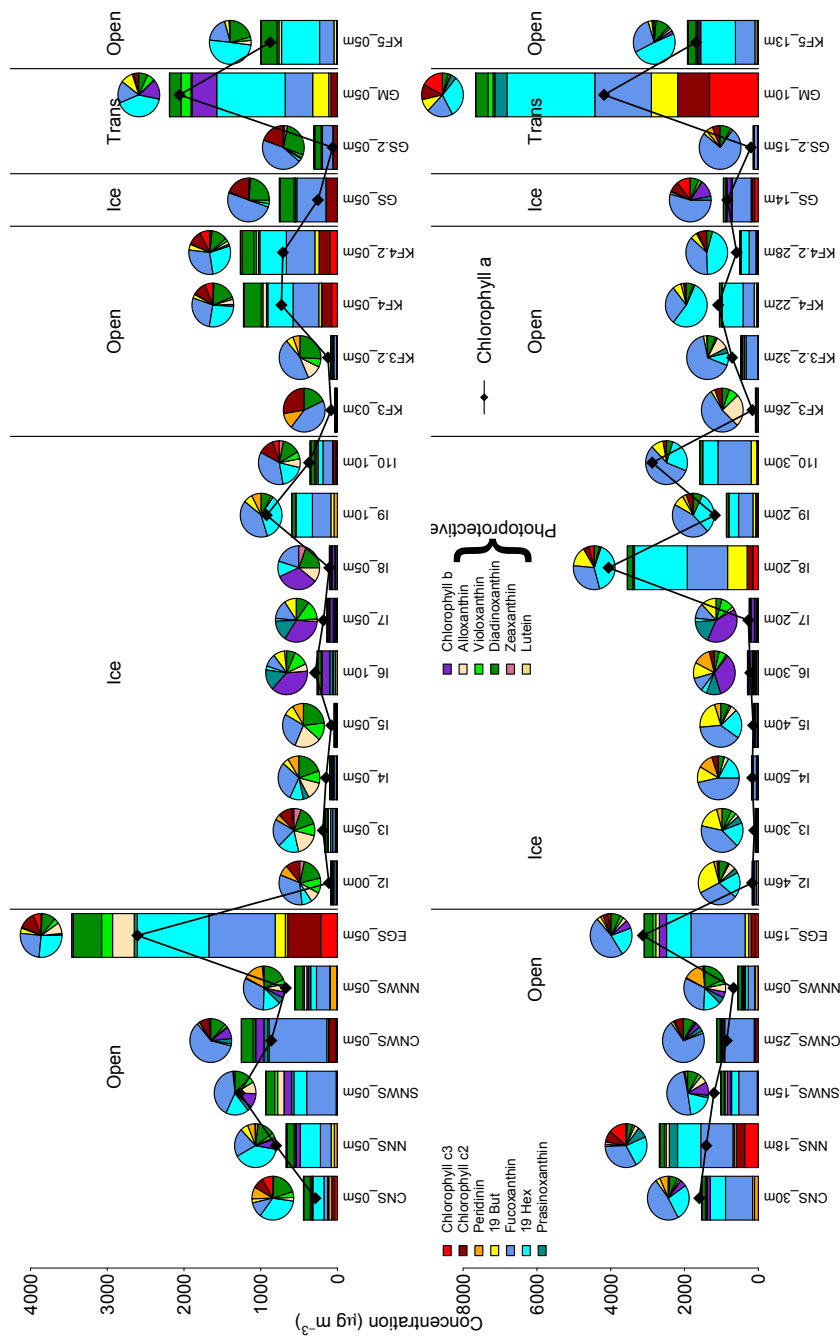 4000
3000
2000
1000
0
Open
Ice
Open
Ice
Trans
Open
CNS_05m
NNS_05m
SNWS_05m
CNWS_05m
NNWS_05m
EGS_05m
I2_00m
I3_05m
I4_05m
I5_05m
I6_10m
I7_05m
I8_05m
I9_10m
I10_10m
KF3_03m
KF3.2_05m
KF4_05m
KF4.2_05m
GS_05m
GS.2_05m
GM_05m
KF5_05m
Concentration (µg m⁻³)
Chlorophyll c3
Chlorophyll c2
Peridinin
19 But
Fucoxanthin
19 Hex
Prasinoxanthin
Chlorophyll b
Alloxanthin
Violoxanthin
Diadinoxanthin
Zeaxanthin
Lutein
Photoprotective
Chlorophyll a
8000
6000
4000
2000
0
Open
Ice
Open
Ice
Trans
Open
CNS_30m
NNS_18m
SNWS_15m
CNWS_25m
NNWS_05m
EGS_15m
I2_46m
I3_30m
I4_50m
I5_40m
I6_30m
I7_20m
I8_20m
I9_20m
I10_30m
KF3_26m
KF3.2_32m
KF4_22m
KF4.2_28m
GS_14m
GS.2_15m
GM_10m
KF5_13m